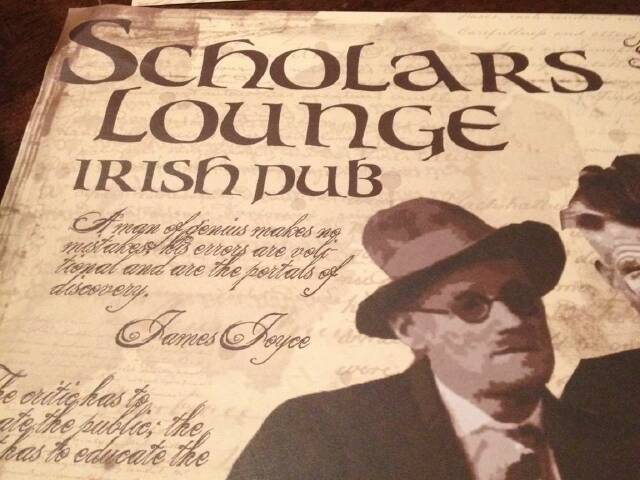 SCHOLARS
LOUNGE
IRISH PUB
A man of Genius makes no
mistakes. His errors are voli
tional and are the portals of
discovery.
James Joyce
The critic has to
ate the public; the
has to educate the